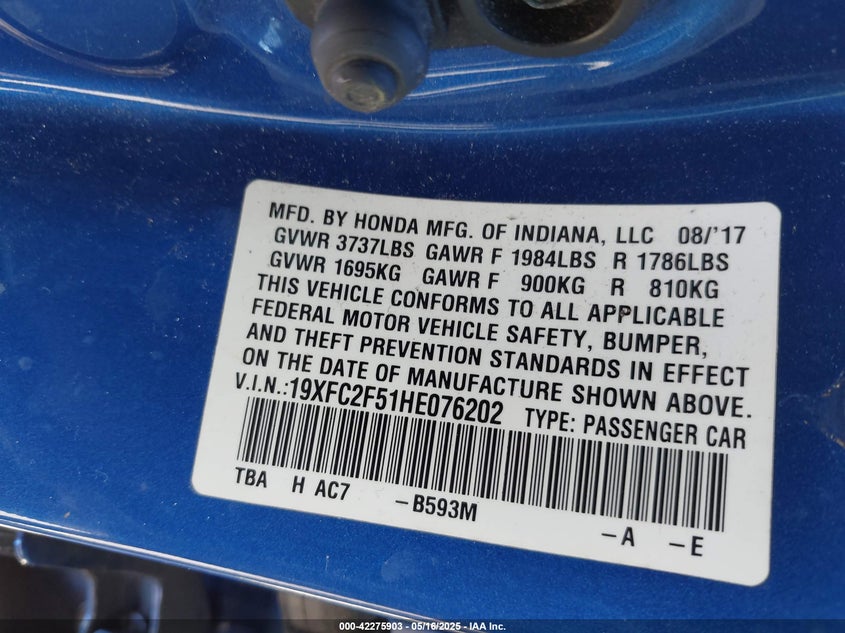 MFD. BY HONDA MFG. OF INDIANA, LLC 08/'17
GVWR 3737LBS GAWR F 1984LBS R 1786LBS
GVWR 1695KG GAWR F 900KG R 810KG
THIS VEHICLE CONFORMS TO ALL APPLICABLE
FEDERAL MOTOR VEHICLE SAFETY, BUMPER,
AND THEFT PREVENTION STANDARDS IN EFFECT
ON THE DATE OF MANUFACTURE SHOWN ABOVE.
V.I.N.:19XFC2F51HE076202 TYPE: PASSENGER CAR
TBA H AC7 -B593M -A -E
000-42275903 - 05/16/2025 - IAA Inc.